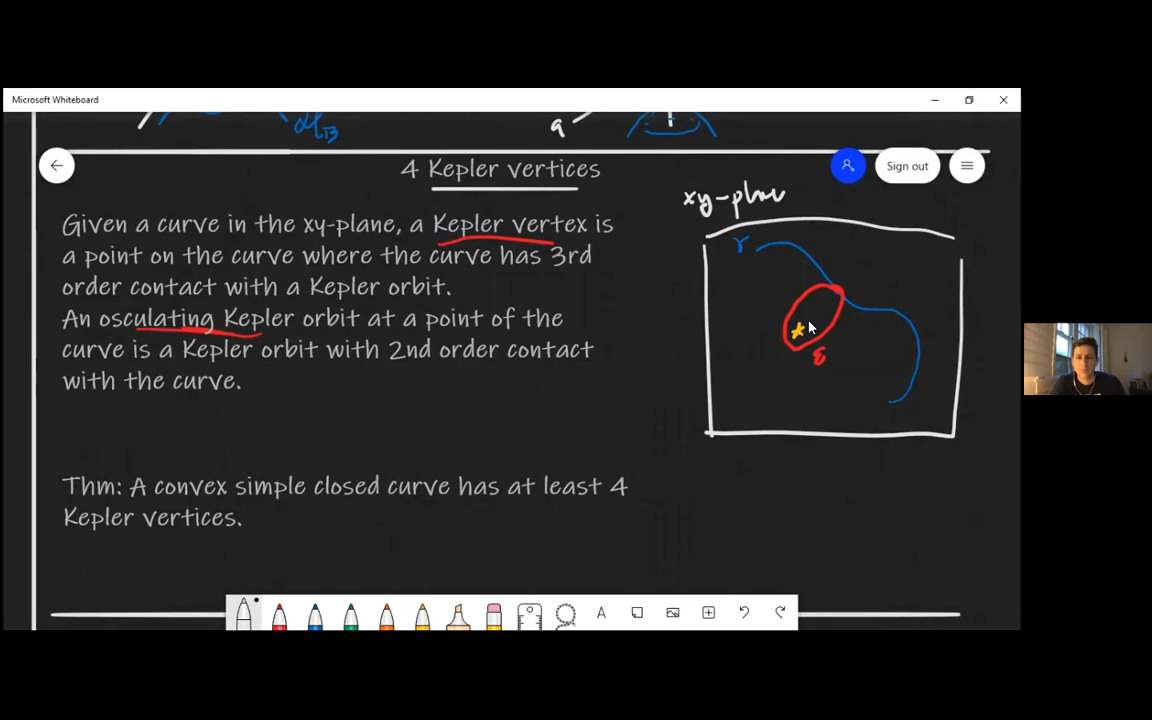 Microsoft Whiteboard
9
4 Kepler vertices
Sign out
xy-plane
Given a curve in the xy-plane, a Kepler vertex is
a point on the curve where the curve has 3rd
order contact with a Kepler orbit.
An osculating Kepler orbit at a point of the
curve is a Kepler orbit with 2nd order contact
with the curve.
γ
ε
Thm: A convex simple closed curve has at least 4
Kepler vertices.
A